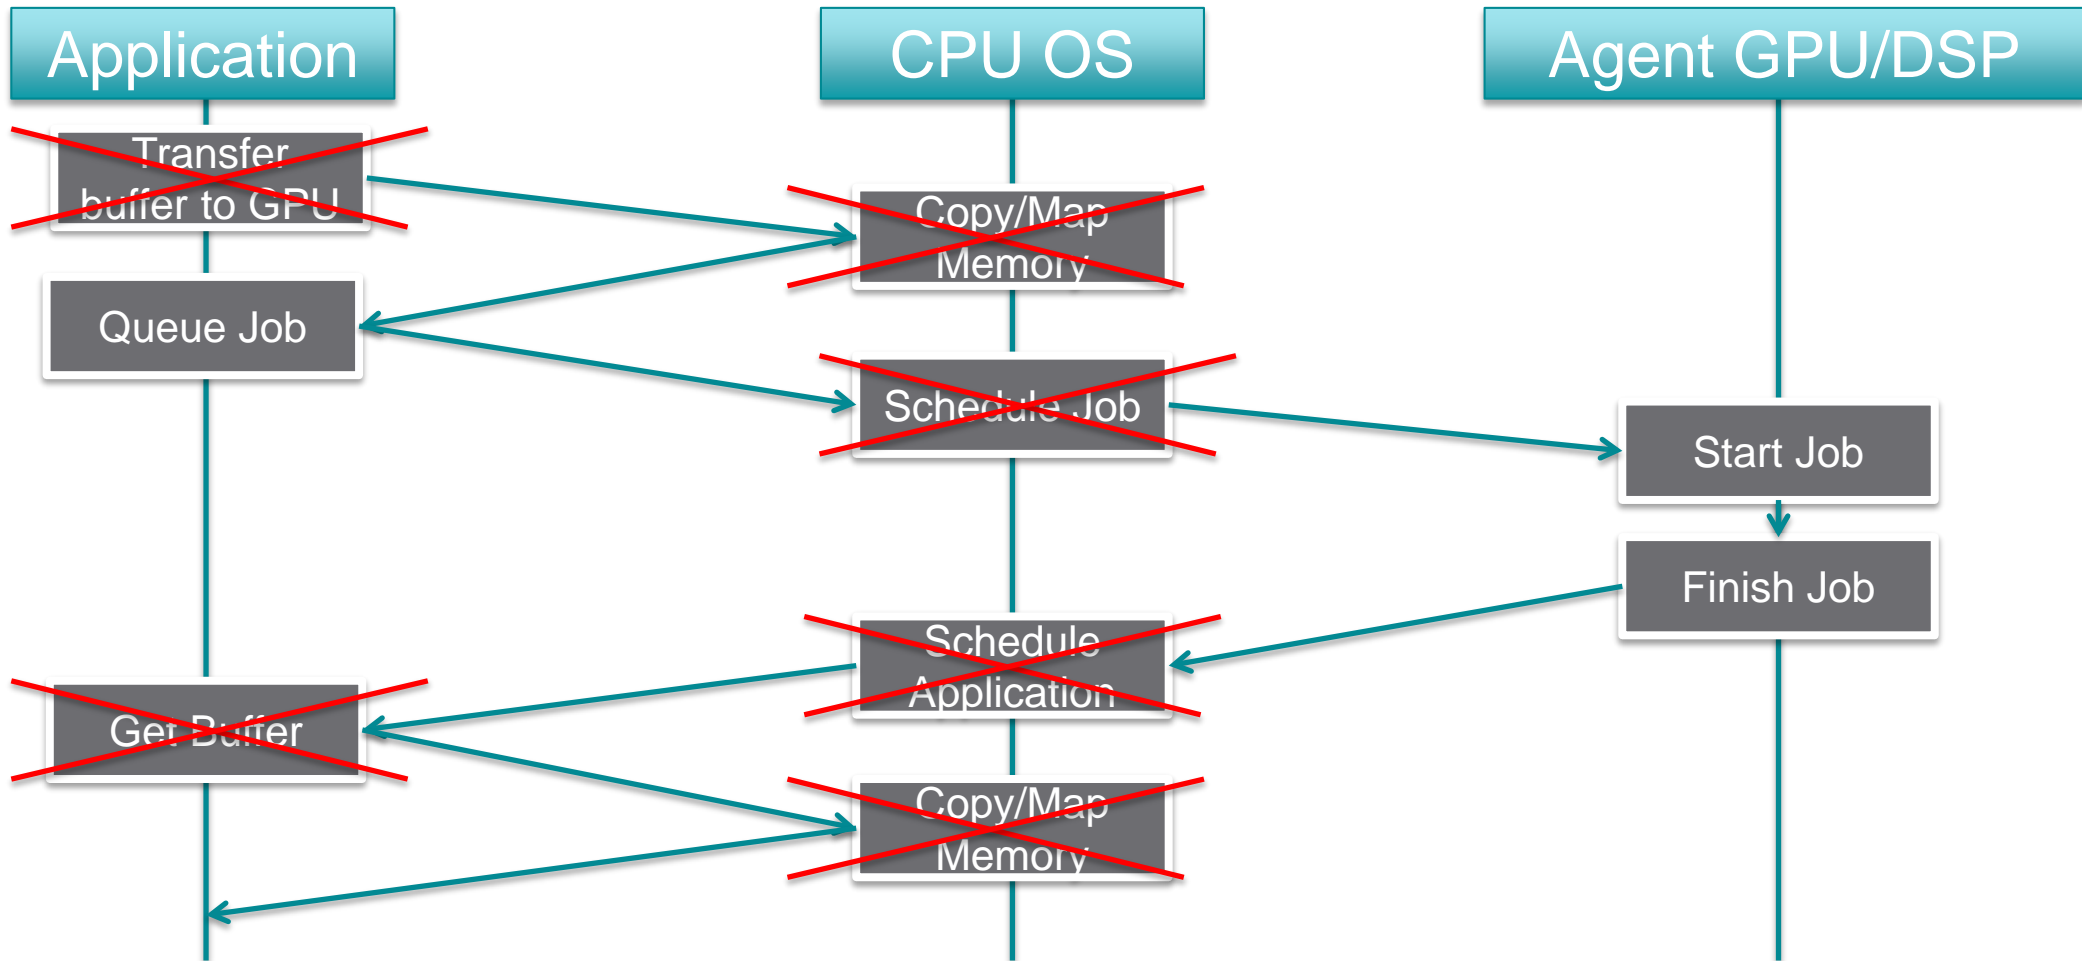 Application
CPU OS
Agent GPU/DSP
Transfer
buffer to GPU
Copy/Map
Memory
Queue Job
Schedule Job
Start Job
Finish Job
Schedule
Application
Get Buffer
Copy/Map
Memory